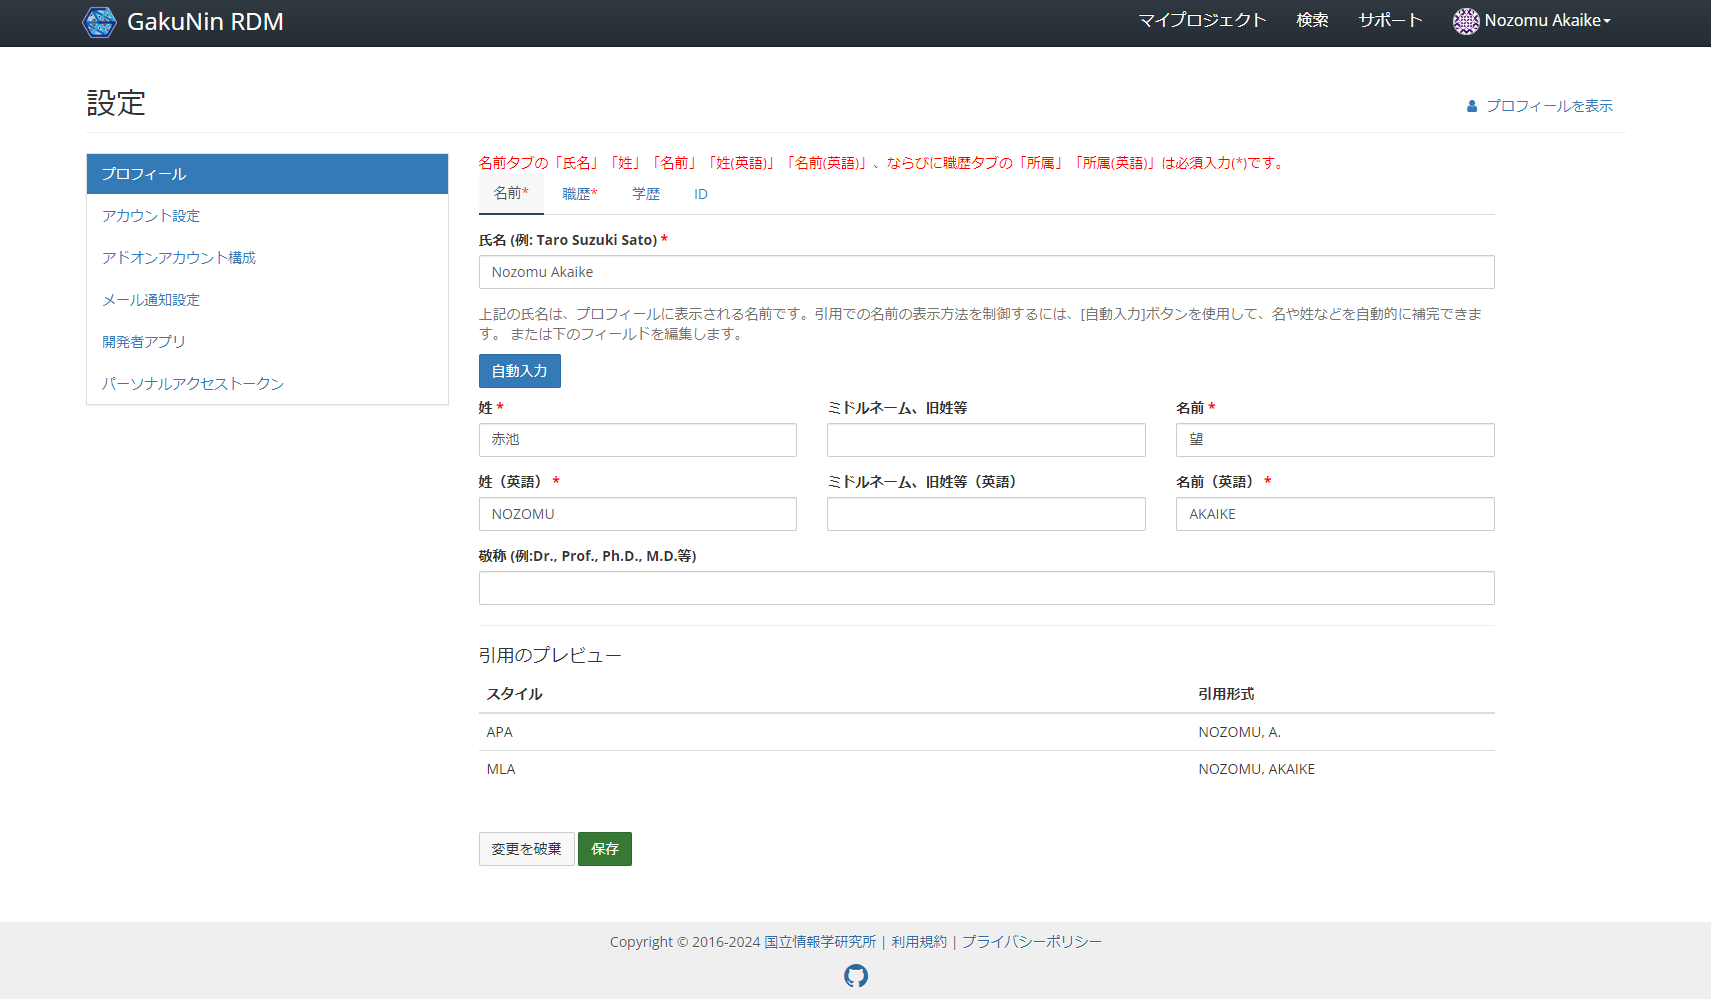 GakuNin RDM
マイプロジェクト 検索 サポート Nozomu Akaike
設定
プロフィールを表示
プロフィール
アカウント設定
アドオンアカウント構成
メール通知設定
開発者アプリ
パーソナルアクセストークン
名前タブの「氏名」「姓」「名前」「姓(英語)」「名前(英語)」、ならびに職歴タブの「所属」「所属(英語)」は必須入力(*)です。
名前* 職歴* 学歴 ID
氏名 (例: Taro Suzuki Sato) *
Nozomu Akaike
上記の氏名は、プロフィールに表示される名前です。引用での名前の表示方法を制御するには、[自動入力]ボタンを使用して、名や姓などを自動的に補完できま
す。 または下のフィールドを編集します。
自動入力
姓 * ミドルネーム、旧姓等 名前 *
赤池 望
姓（英語） * ミドルネーム、旧姓等（英語） 名前（英語） *
NOZOMU AKAIKE
敬称 (例:Dr., Prof., Ph.D., M.D.等)
引用のプレビュー
スタイル 引用形式
APA NOZOMU, A.
MLA NOZOMU, AKAIKE
変更を破棄 保存
Copyright © 2016-2024 国立情報学研究所 | 利用規約 | プライバシーポリシー